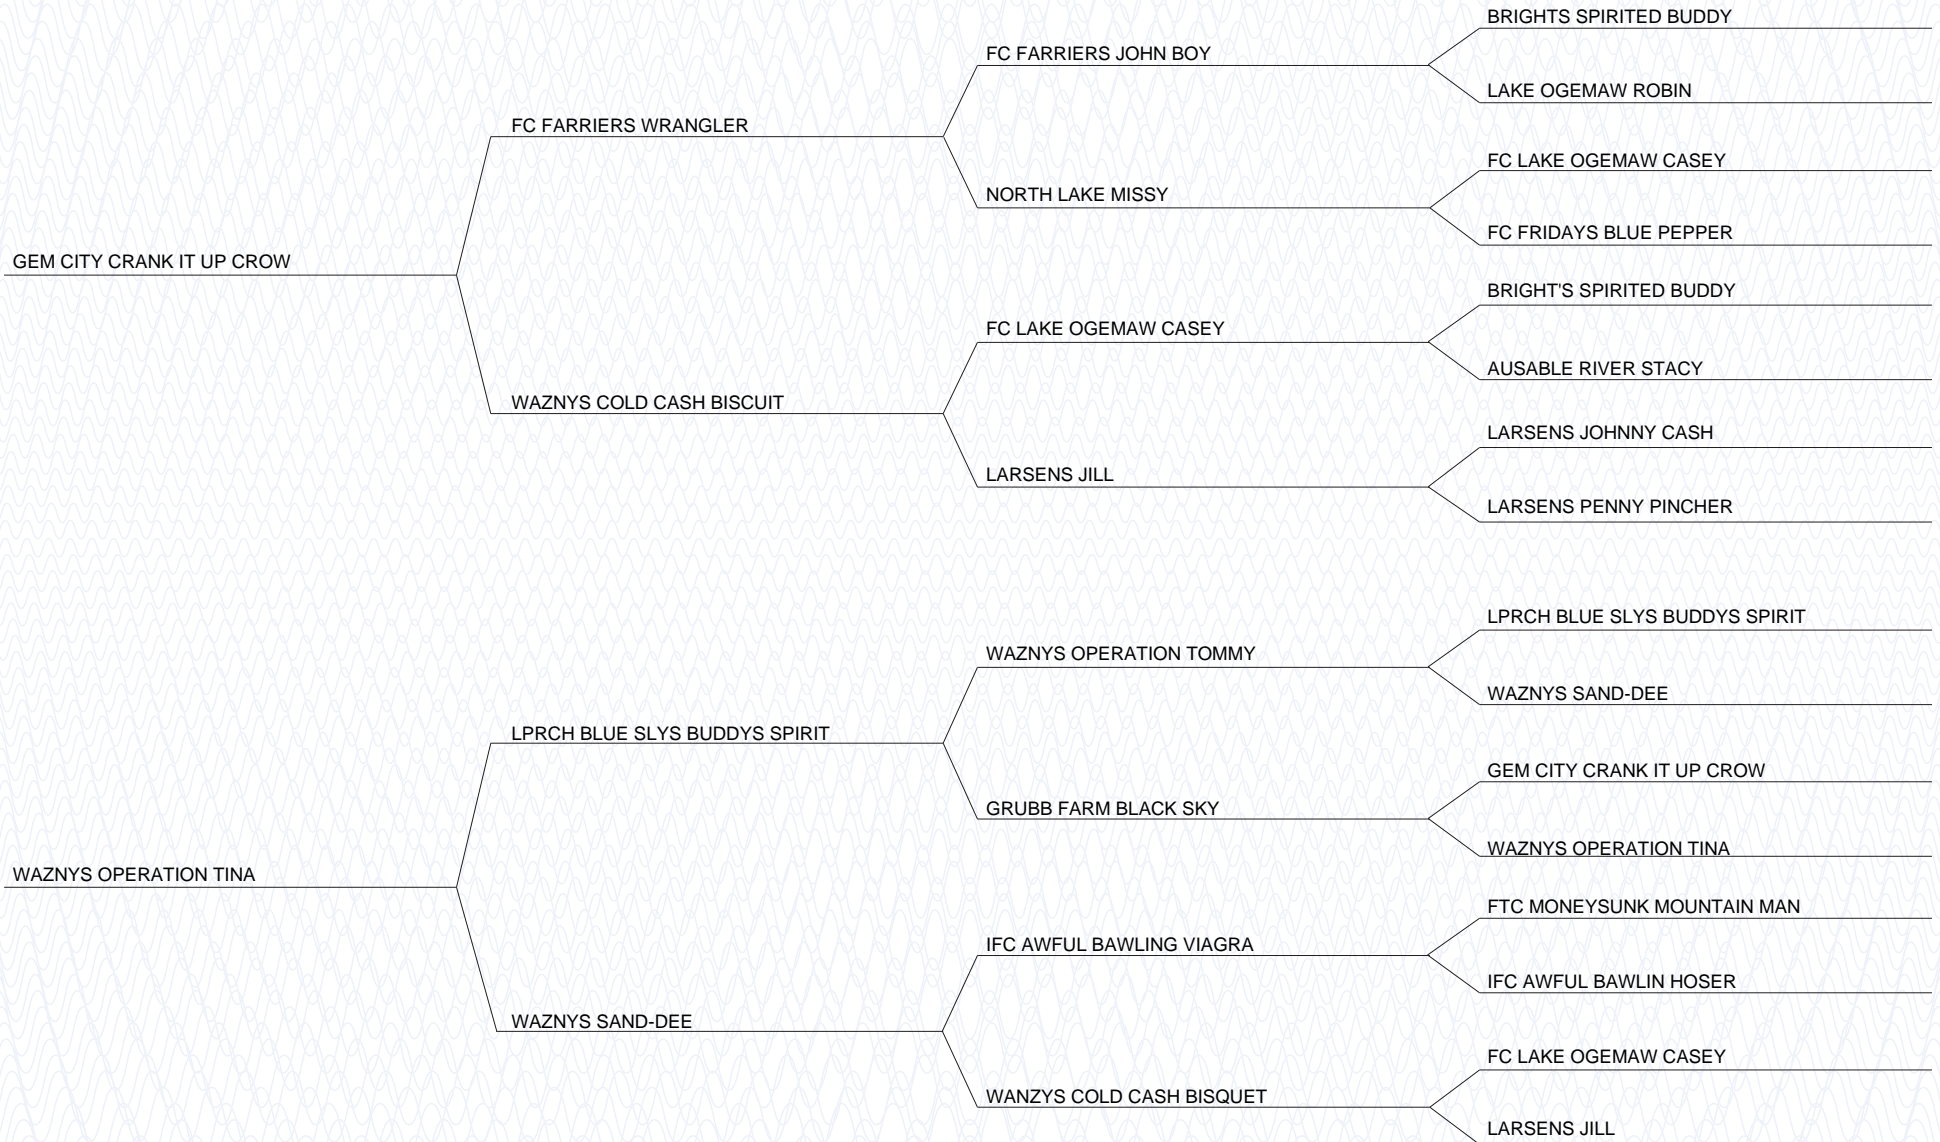 BRIGHTS SPIRITED BUDDY
FC FARRIERS JOHN BOY
LAKE OGEMAW ROBIN
FC FARRIERS WRANGLER
FC LAKE OGEMAW CASEY
NORTH LAKE MISSY
FC FRIDAYS BLUE PEPPER
GEM CITY CRANK IT UP CROW
BRIGHT'S SPIRITED BUDDY
FC LAKE OGEMAW CASEY
AUSABLE RIVER STACY
WAZNYS COLD CASH BISCUIT
LARSENS JOHNNY CASH
LARSENS JILL
LARSENS PENNY PINCHER
LPRCH BLUE SLYS BUDDYS SPIRIT
WAZNYS OPERATION TOMMY
WAZNYS SAND-DEE
LPRCH BLUE SLYS BUDDYS SPIRIT
GEM CITY CRANK IT UP CROW
GRUBB FARM BLACK SKY
WAZNYS OPERATION TINA
WAZNYS OPERATION TINA
FTC MONEYSUNK MOUNTAIN MAN
IFC AWFUL BAWLING VIAGRA
IFC AWFUL BAWLIN HOSER
WAZNYS SAND-DEE
FC LAKE OGEMAW CASEY
WANZYS COLD CASH BISQUET
LARSENS JILL